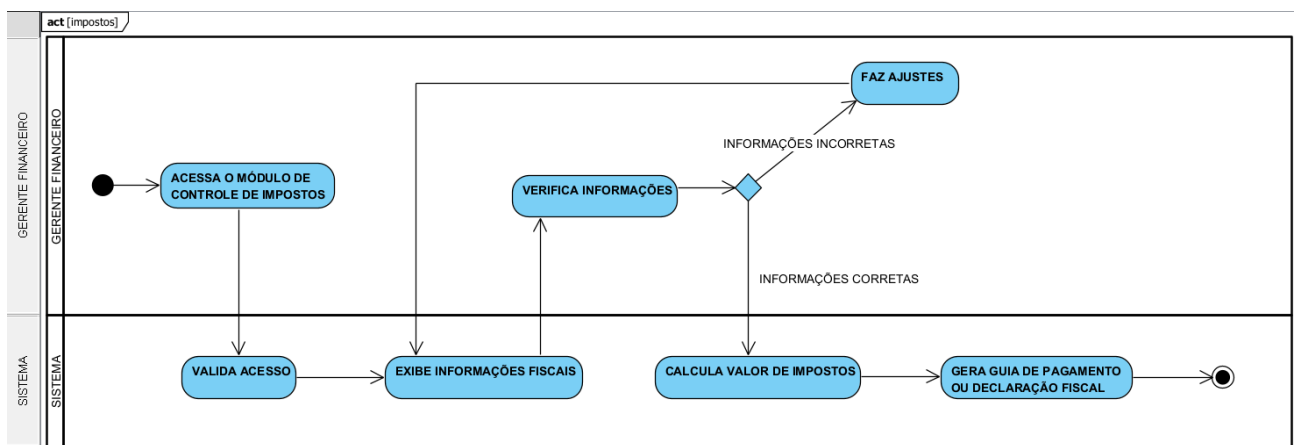 act [impostos]
GERENTE FINANCEIRO
GERENTE FINANCEIRO
FAZ AJUSTES
INFORMAÇÕES INCORRETAS
ACESSA O MÓDULO DE
CONTROLE DE IMPOSTOS
VERIFICA INFORMAÇÕES
INFORMAÇÕES CORRETAS
SISTEMA
SISTEMA
VALIDA ACESSO
EXIBE INFORMAÇÕES FISCAIS
CALCULA VALOR DE IMPOSTOS
GERA GUIA DE PAGAMENTO
OU DECLARAÇÃO FISCAL